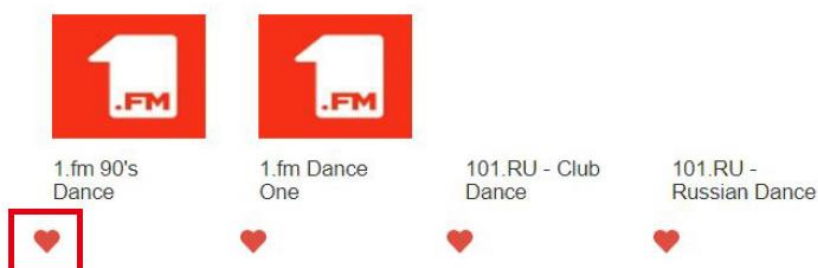 .FM
.FM
1.fm 90's
Dance
1.fm Dance
One
101.RU - Club
Dance
101.RU -
Russian Dance